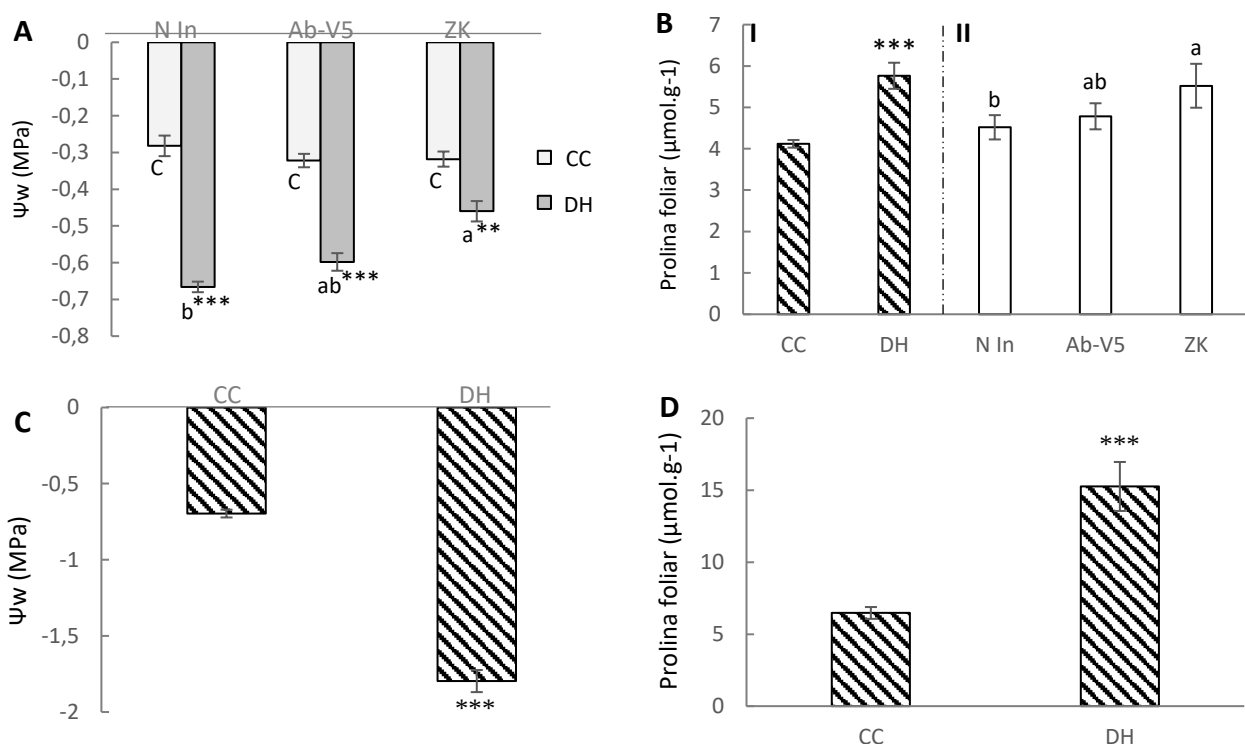 A
N In Ab-V5 ZK
0
-0,1
-0,2
-0,3
-0,4
-0,5
-0,6
-0,7
-0,8
Ψw (MPa)
C
C
C
b***
ab***
a**
CC
DH
B
I
II
7
6
5
4
3
2
1
0
Prolina foliar (µmol.g-1)
***
b
ab
a
CC DH N In Ab-V5 ZK
C
CC DH
0
-0,5
-1
-1,5
-2
Ψw (MPa)
***
D
20
15
10
5
0
Prolina foliar (µmol.g-1)
***
CC DH